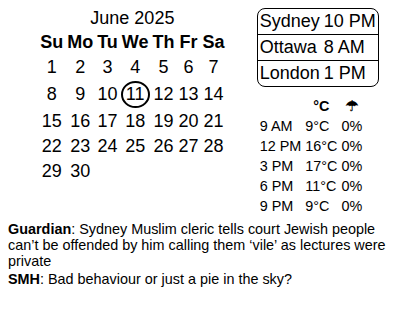 June 2025
Su Mo Tu We Th Fr Sa
1 2 3 4 5 6 7
8 9 10 11 12 13 14
15 16 17 18 19 20 21
22 23 24 25 26 27 28
29 30
Sydney 10 PM
Ottawa 8 AM
London 1 PM
°C ☂
9 AM 9°C 0%
12 PM 16°C 0%
3 PM 17°C 0%
6 PM 11°C 0%
9 PM 9°C 0%
Guardian: Sydney Muslim cleric tells court Jewish people
can’t be offended by him calling them ‘vile’ as lectures were
private
SMH: Bad behaviour or just a pie in the sky?